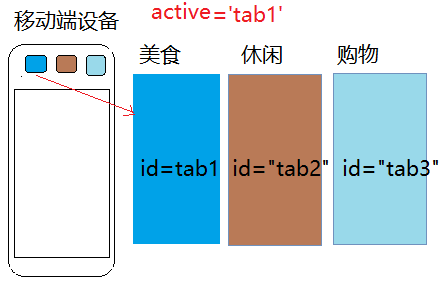 移动端设备
active='tab1'
美食
休闲
购物
id=tab1
id="tab2"
id="tab3"